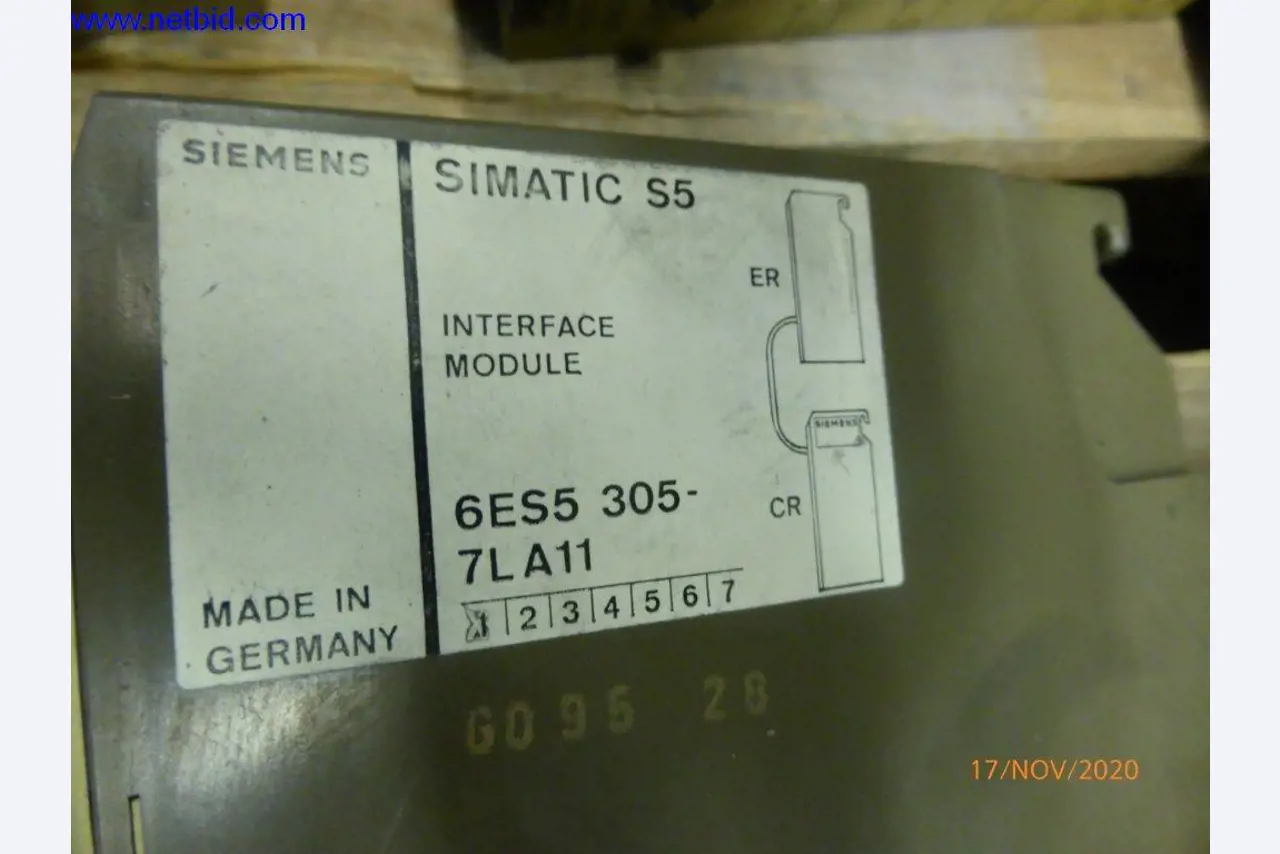 www.netbid.com
SIEMENS
SIMATIC S5
ER
INTERFACE
MODULE
SIEMENS
6ES5 305-
7LA11
CR
1 2 3 4 5 6 7
MADE IN
GERMANY
G095 28
17/NOV/2020